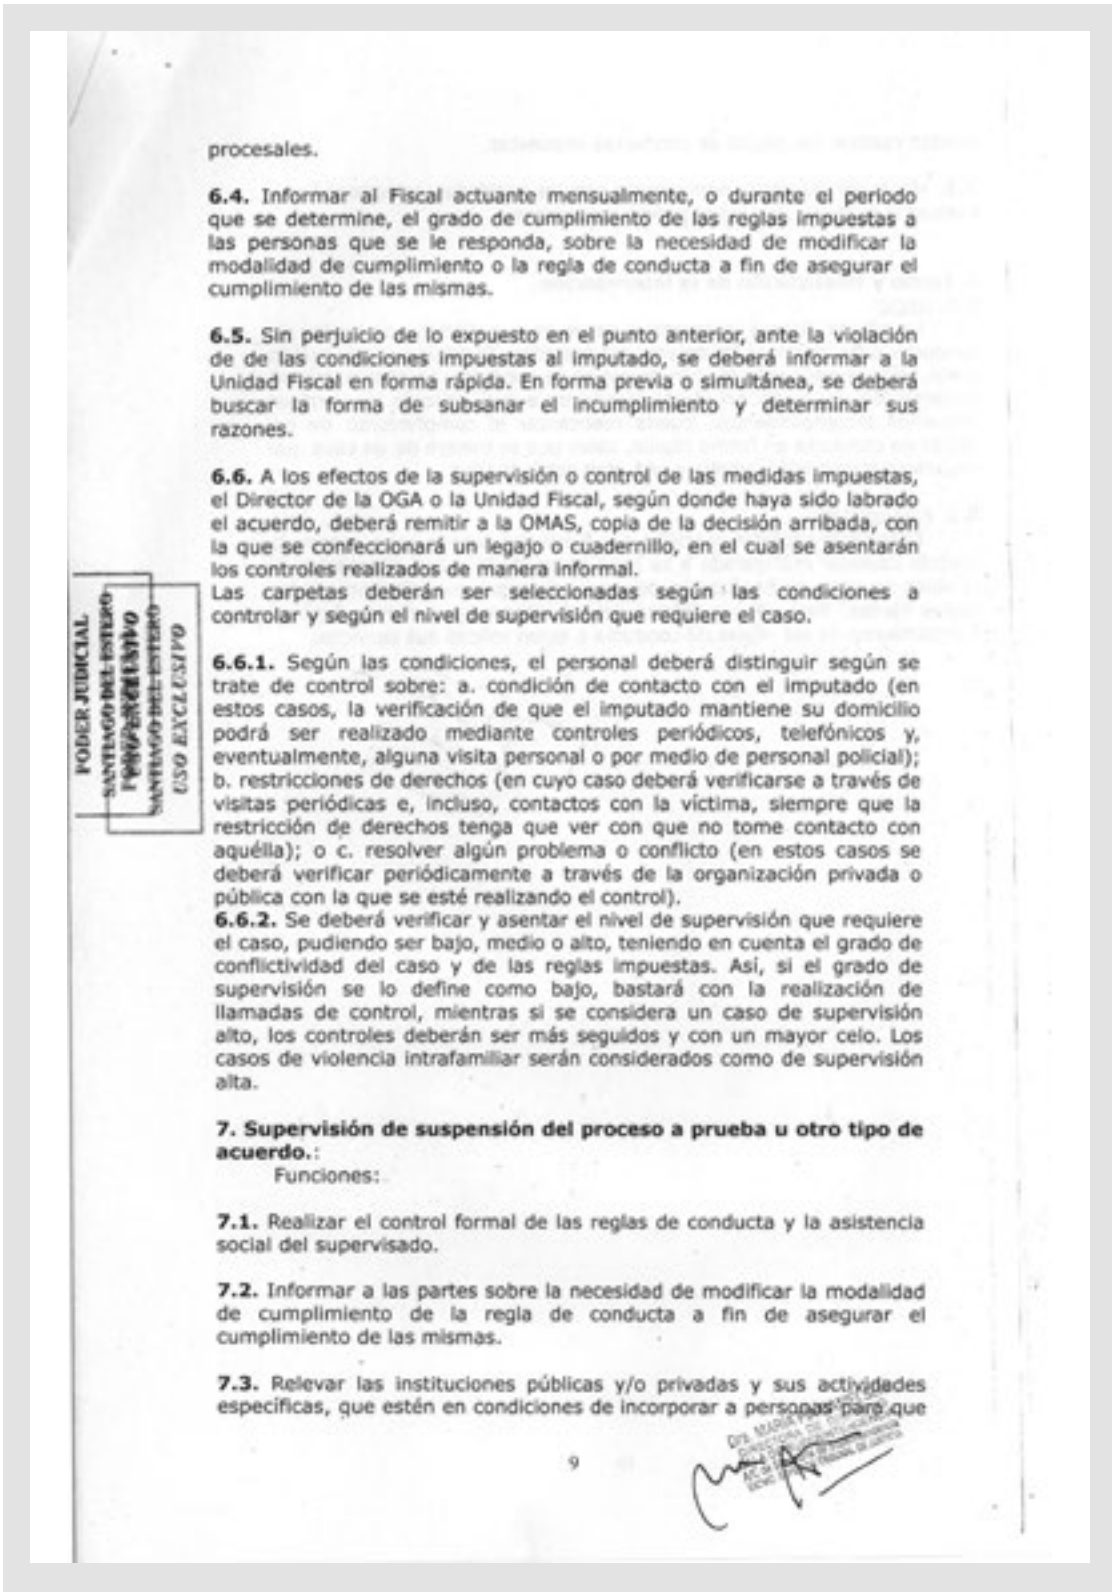 procesales.
6.4. Informar al Fiscal actuante mensualmente, o durante el periodo
que se determine, el grado de cumplimiento de las reglas impuestas a
las personas que se le responda, sobre la necesidad de modificar la
modalidad de cumplimiento o la regla de conducta a fin de asegurar el
cumplimiento de las mismas.
6.5. Sin perjuicio de lo expuesto en el punto anterior, ante la violación
de de las condiciones impuestas al imputado, se deberá informar a la
Unidad Fiscal en forma rápida. En forma previa o simultánea, se deberá
buscar la forma de subsanar el incumplimiento y determinar sus
razones.
6.6. A los efectos de la supervisión o control de las medidas impuestas,
el Director de la OGA o la Unidad Fiscal, según donde haya sido labrado
el acuerdo, deberá remitir a la OMAS, copia de la decisión arribada, con
la que se confeccionará un legajo o cuadernillo, en el cual se asentarán
los controles realizados de manera informal.
Las carpetas deberán ser seleccionadas según las condiciones a
controlar y según el nivel de supervisión que requiere el caso.
6.6.1. Según las condiciones, el personal deberá distinguir según se
trate de control sobre: a. condición de contacto con el imputado (en
estos casos, la verificación de que el imputado mantiene su domicilio
podrá ser realizado mediante controles periódicos, telefónicos y,
eventualmente, alguna visita personal o por medio de personal policial);
b. restricciones de derechos (en cuyo caso deberá verificarse a través de
visitas periódicas e, incluso, contactos con la víctima, siempre que la
restricción de derechos tenga que ver con que no tome contacto con
aquélla); o c. resolver algún problema o conflicto (en estos casos se
deberá verificar periódicamente a través de la organización privada o
pública con la que se esté realizando el control).
6.6.2. Se deberá verificar y asentar el nivel de supervisión que requiere
el caso, pudiendo ser bajo, medio o alto, teniendo en cuenta el grado de
conflictividad del caso y de las reglas impuestas. Así, si el grado de
supervisión se lo define como bajo, bastará con la realización de
llamadas de control, mientras si se considera un caso de supervisión
alto, los controles deberán ser más seguidos y con un mayor celo. Los
casos de violencia intrafamiliar serán considerados como de supervisión
alta.
7. Supervisión de suspensión del proceso a prueba u otro tipo de
acuerdo.:
Funciones:
7.1. Realizar el control formal de las reglas de conducta y la asistencia
social del supervisado.
7.2. Informar a las partes sobre la necesidad de modificar la modalidad
de cumplimiento de la regla de conducta a fin de asegurar el
cumplimiento de las mismas.
7.3. Relevar las instituciones públicas y/o privadas y sus actividades
específicas, que estén en condiciones de incorporar a personas para que
9
PODER JUDICIAL
SANTIAGO DEL ESTERO
SANTIAGO DEL ESTERO
USO EXCLUSIVO